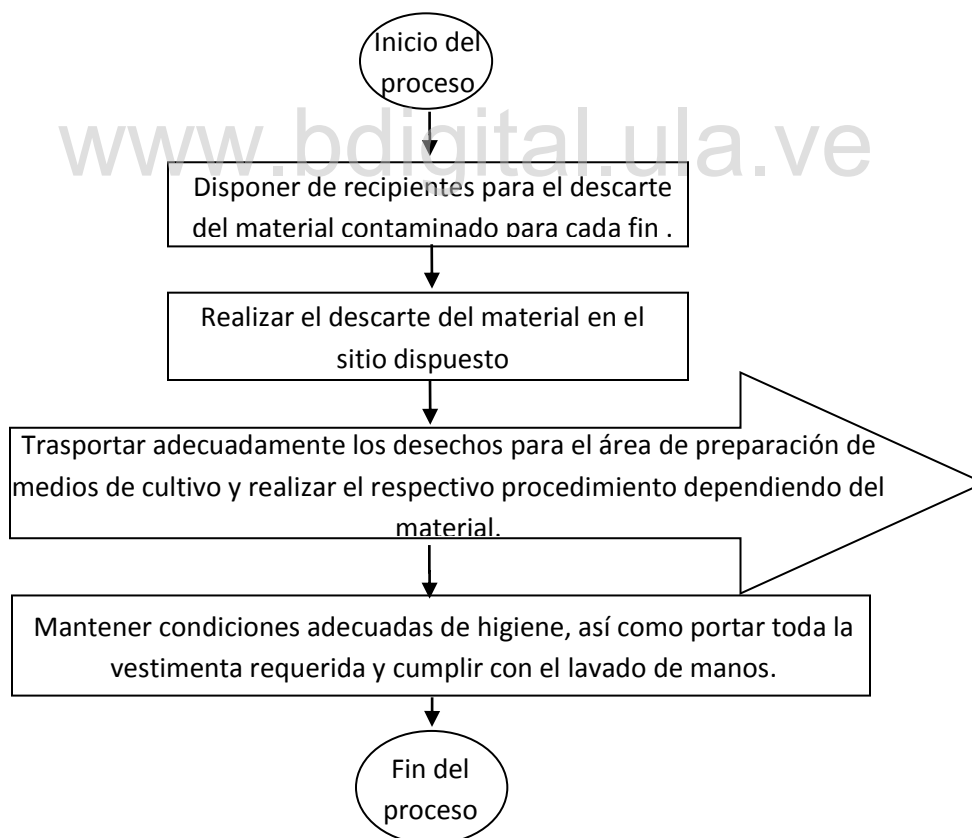 Inicio del
proceso
www.bdigital.ula.ve
Disponer de recipientes para el descarte
del material contaminado para cada fin .
Realizar el descarte del material en el
sitio dispuesto
Trasportar adecuadamente los desechos para el área de preparación de
medios de cultivo y realizar el respectivo procedimiento dependiendo del
material.
Mantener condiciones adecuadas de higiene, así como portar toda la
vestimenta requerida y cumplir con el lavado de manos.
Fin del
proceso